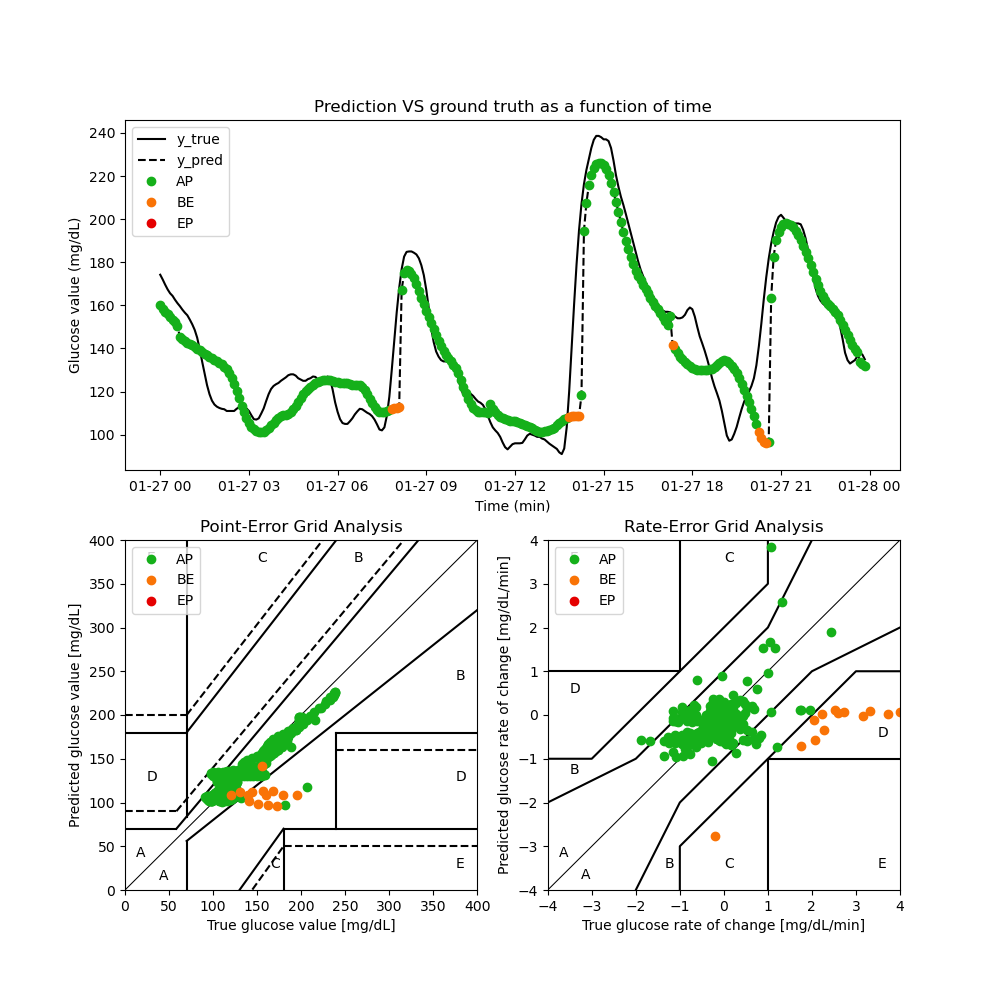 Prediction VS ground truth as a function of time
Glucose value (mg/dL)
240
220
200
180
160
140
120
100
y_true
y_pred
AP
BE
EP
01-27 00 01-27 03 01-27 06 01-27 09 01-27 12 01-27 15 01-27 18 01-27 21 01-28 00
Time (min)
Point-Error Grid Analysis
Predicted glucose value [mg/dL]
400
350
300
250
200
150
100
50
0
AP
BE
EP
C
B
B
D
D
A
A
C
E
0 50 100 150 200 250 300 350 400
True glucose value [mg/dL]
Rate-Error Grid Analysis
Predicted glucose rate of change [mg/dL/min]
4
3
2
1
0
−1
−2
−3
−4
AP
BE
EP
C
D
D
B
A
A
B
C
E
−4 −3 −2 −1 0 1 2 3 4
True glucose rate of change [mg/dL/min]